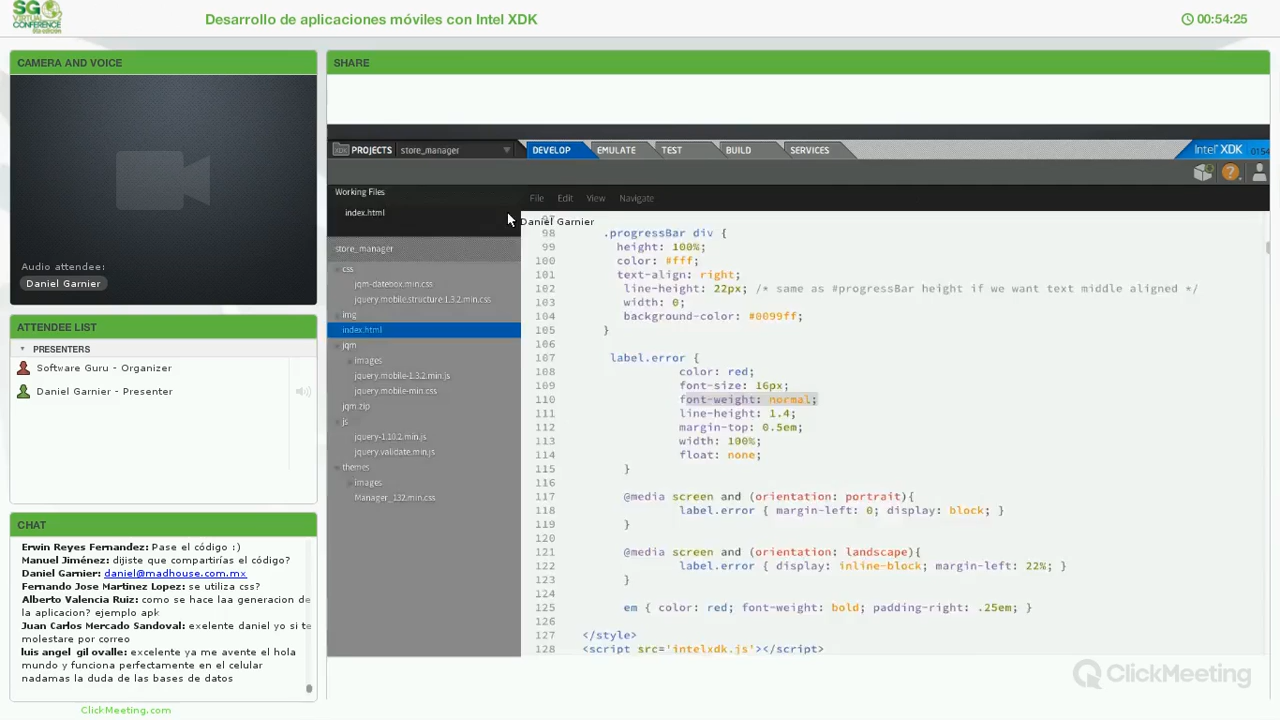 SG
VIRTUAL
CONFERENCE
Desarrollo de aplicaciones móviles con Intel XDK
00:54:25
CAMERA AND VOICE
Audio attendee:
Daniel Garnier
ATTENDEE LIST
PRESENTERS
Software Guru - Organizer
Daniel Garnier - Presenter
CHAT
Erwin Reyes Fernandez: Pase el código :)
Manuel Jiménez: dijiste que compartirías el código?
Daniel Garnier: daniel@madhouse.com.mx
Fernando Jose Martinez Lopez: se utiliza css?
Alberto Valencia Ruiz: como se hace laa generacion de
la aplicacion? ejemplo apk
Juan Carlos Mercado Sandoval: exelente daniel yo si te
molestare por correo
luis angel gil ovalle: excelente ya me avente el hola
mundo y funciona perfectamente en el celular
nadamas la duda de las bases de datos
ClickMeeting.com
SHARE
PROJECTS store_manager
DEVELOP EMULATE TEST BUILD SERVICES
Intel XDK
Working Files
index.html
store_manager
css
jqm-datebox.min.css
jquery.mobile.structure-1.3.2.min.css
img
index.html
jqm
images
jquery.mobile-1.3.2.min.js
jquery.mobile-min.css
jqm.zip
js
jquery-1.10.2.min.js
jquery.validate.min.js
themes
images
Manager_132.min.css
File Edit View Navigate
97
Daniel Garnier
98 .progressBar div {
99 height: 100%;
100 color: #fff;
101 text-align: right;
102 line-height: 22px; /* same as #progressBar height if we want text middle aligned */
103 width: 0;
104 background-color: #0099ff;
105 }
106
107 label.error {
108 color: red;
109 font-size: 16px;
110 font-weight: normal;
111 line-height: 1.4;
112 margin-top: 0.5em;
113 width: 100%;
114 float: none;
115 }
116
117 @media screen and (orientation: portrait){
118 label.error { margin-left: 0; display: block; }
119 }
120
121 @media screen and (orientation: landscape){
122 label.error { display: inline-block; margin-left: 22%; }
123 }
124
125 em { color: red; font-weight: bold; padding-right: .25em; }
126
127 </style>
128 <script src='intelxdk.js'></script>
ClickMeeting